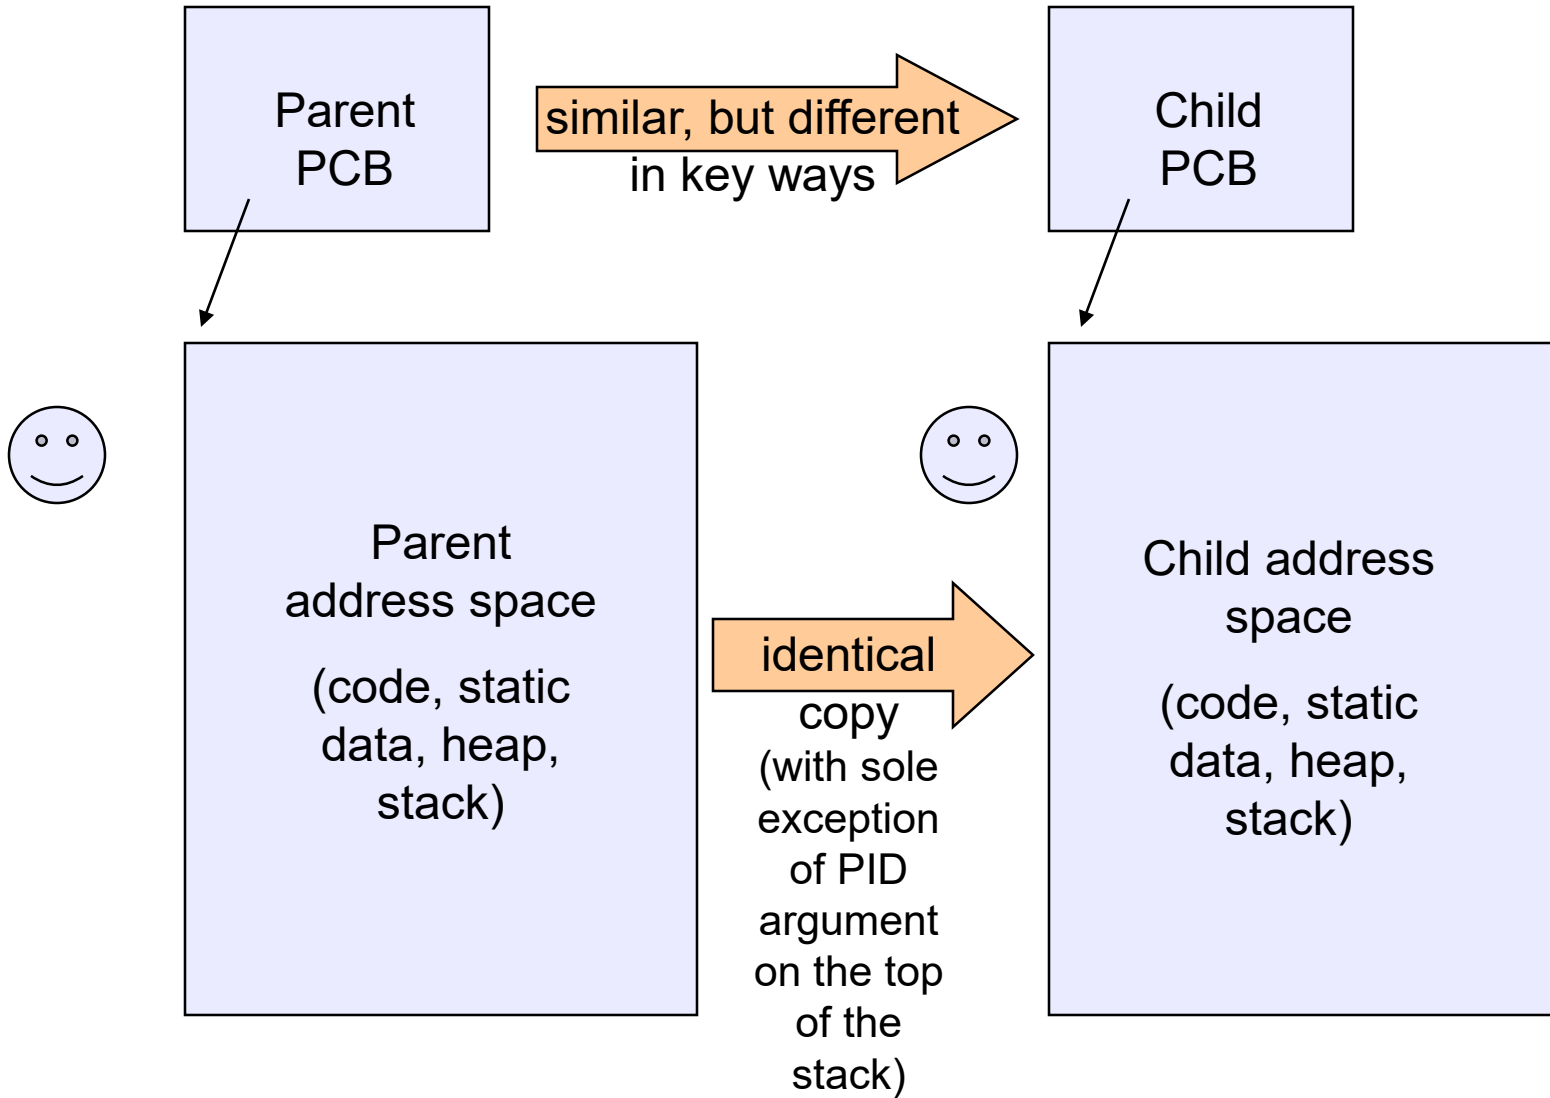 Parent
PCB
similar, but different
in key ways
Child
PCB
Parent
address space
(code, static
data, heap,
stack)
identical
copy
(with sole
exception
of PID
argument
on the top
of the
stack)
Child address
space
(code, static
data, heap,
stack)